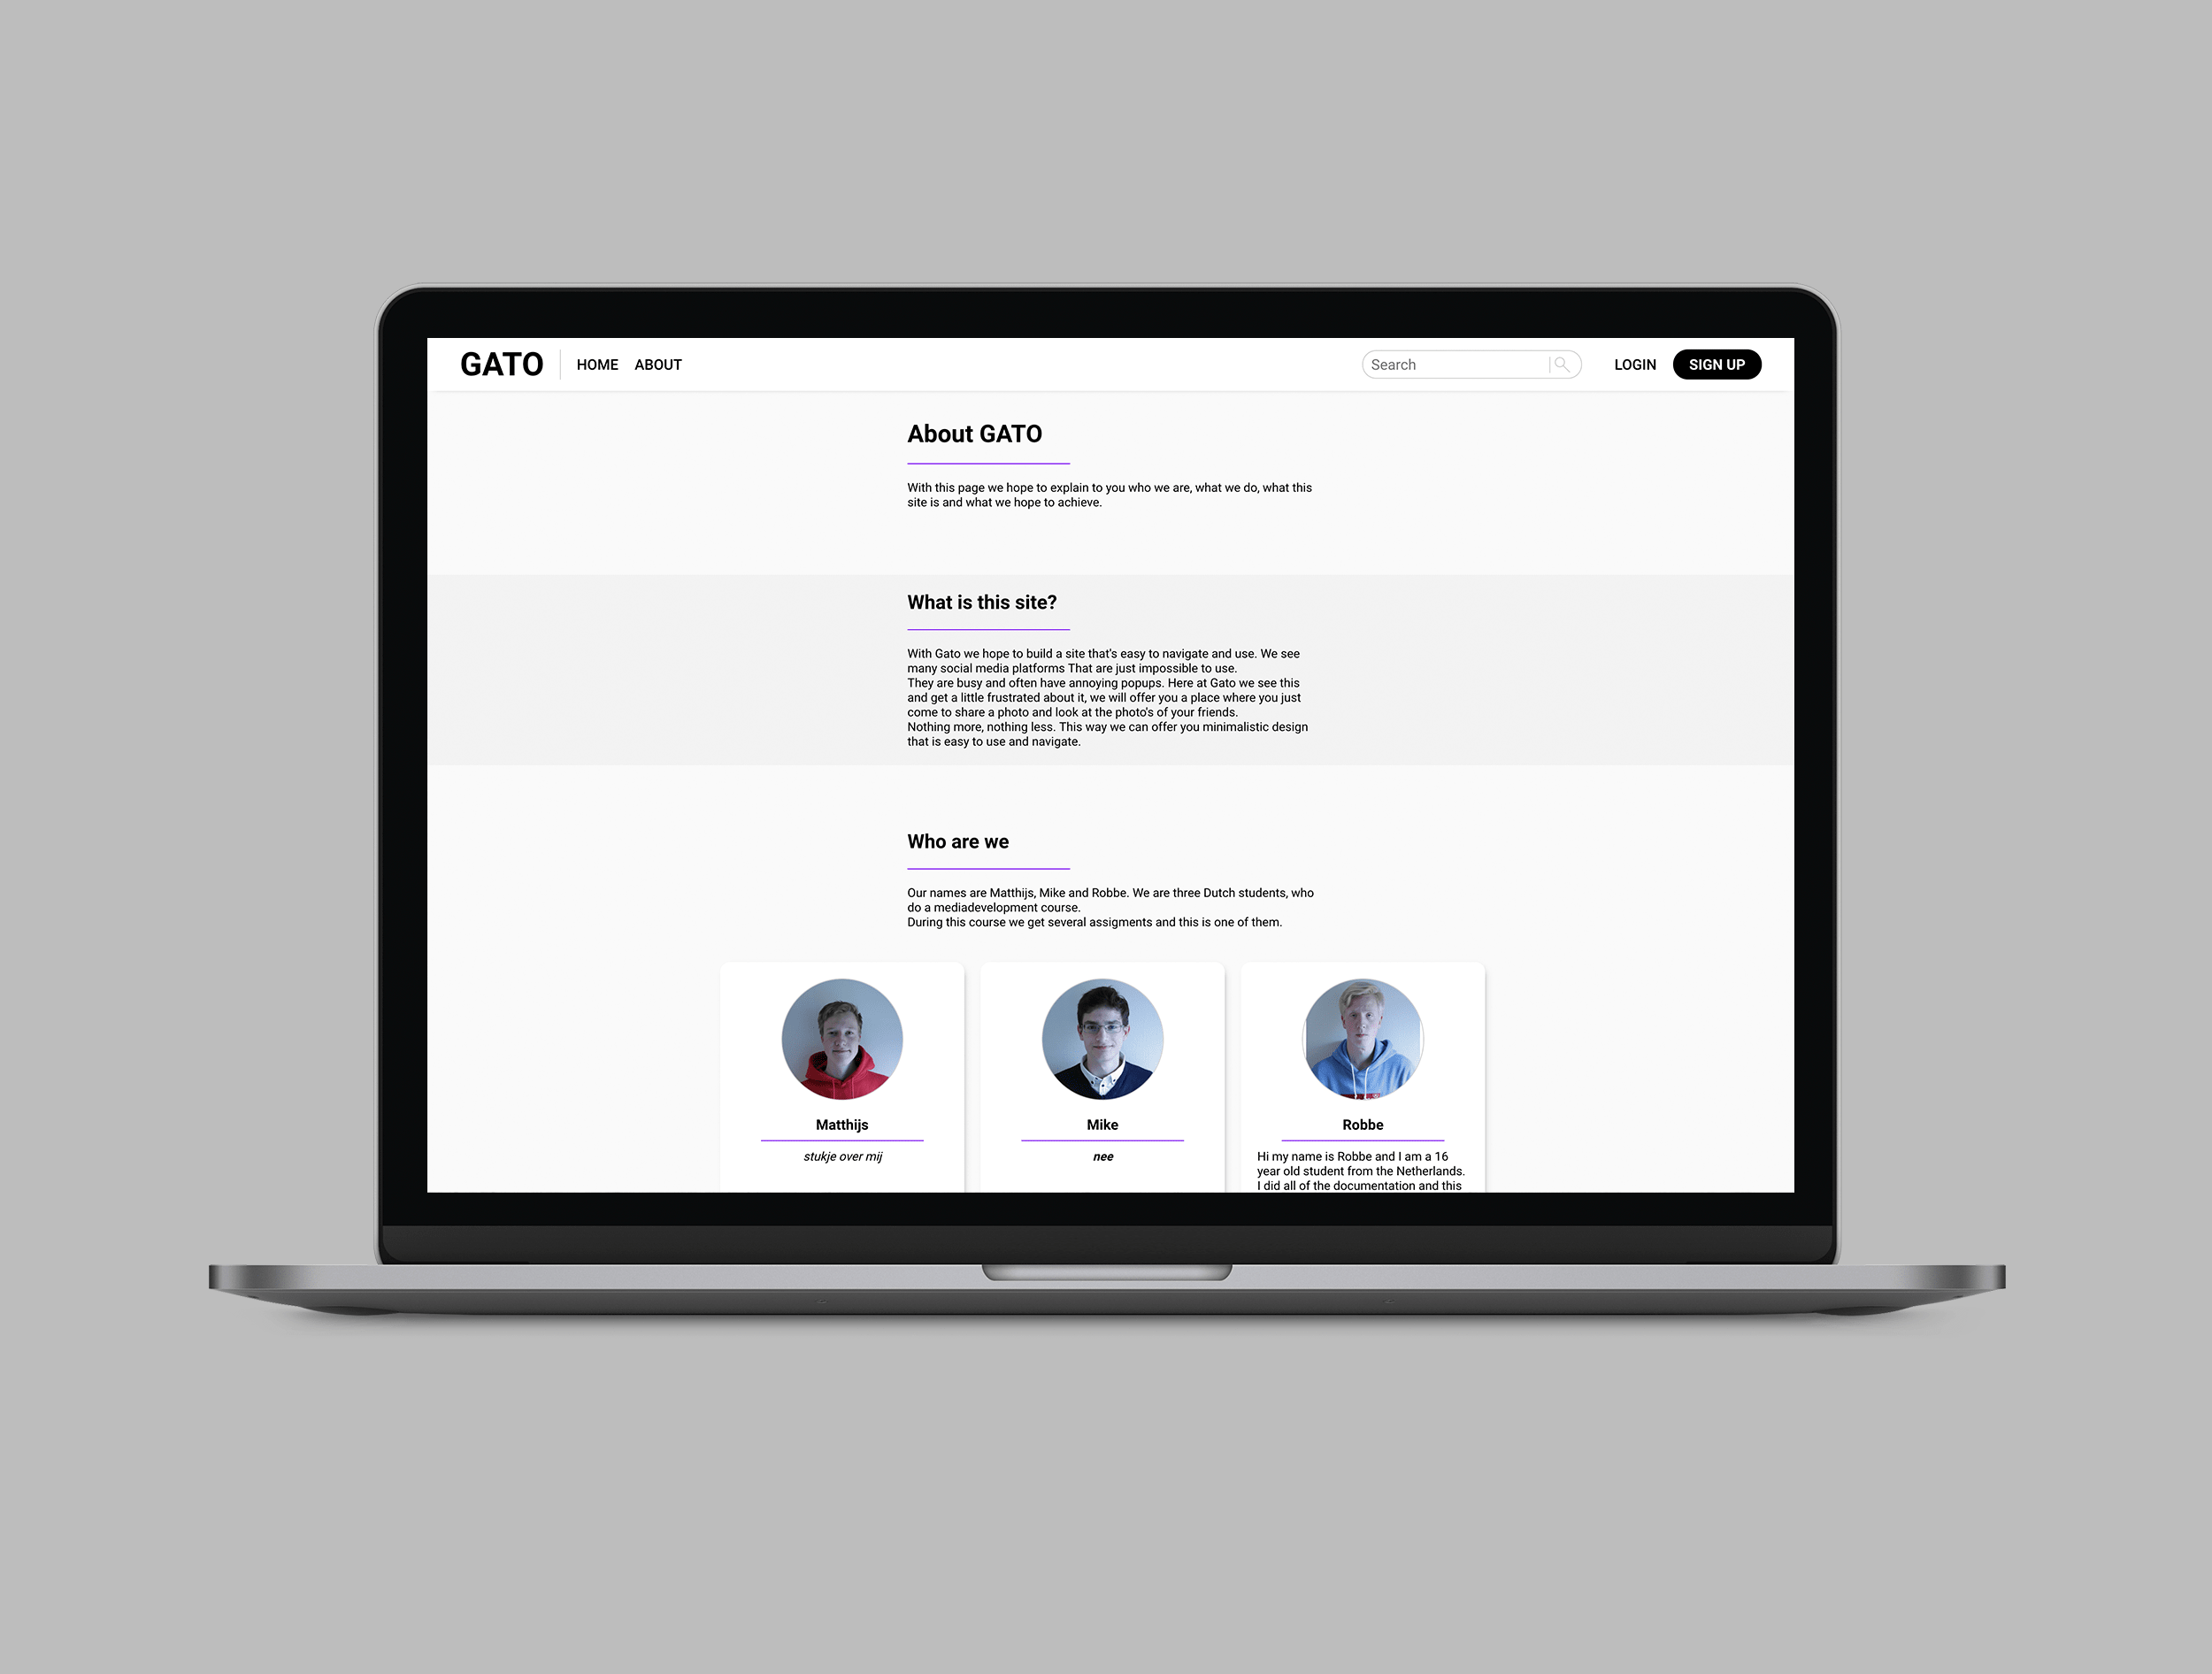 GATO
HOME ABOUT
Search
LOGIN
SIGN UP
About GATO
With this page we hope to explain to you who we are, what we do, what this
site is and what we hope to achieve.
What is this site?
With Gato we hope to build a site that's easy to navigate and use. We see
many social media platforms That are just impossible to use.
They are busy and often have annoying popups. Here at Gato we see this
and get a little frustrated about it, we will offer you a place where you just
come to share a photo and look at the photo's of your friends.
Nothing more, nothing less. This way we can offer you minimalistic design
that is easy to use and navigate.
Who are we
Our names are Matthijs, Mike and Robbe. We are three Dutch students, who
do a mediadevelopment course.
During this course we get several assigments and this is one of them.
Matthijs
stukje over mij
Mike
nee
Robbe
Hi my name is Robbe and I am a 16
year old student from the Netherlands.
I did all of the documentation and this